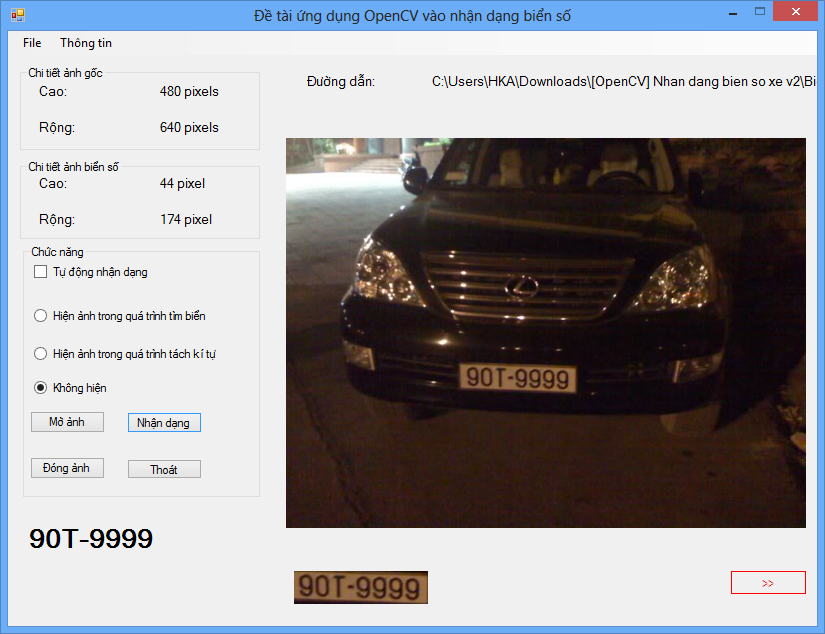 Đề tài ứng dụng OpenCV vào nhận dạng biển số
File Thông tin
Chi tiết ảnh gốc
Cao: 480 pixels
Rộng: 640 pixels
Chi tiết ảnh biển số
Cao: 44 pixel
Rộng: 174 pixel
Chức năng
Tự động nhận dạng
Hiện ảnh trong quá trình tìm biển
Hiện ảnh trong quá trình tách kí tự
Không hiện
Mở ảnh Nhận dạng
Đóng ảnh Thoát
90T-9999
Đường dẫn: C:\Users\HKA\Downloads\[OpenCV] Nhan dang bien so xe v2\Bi
90T-9999
90T-9999
>>